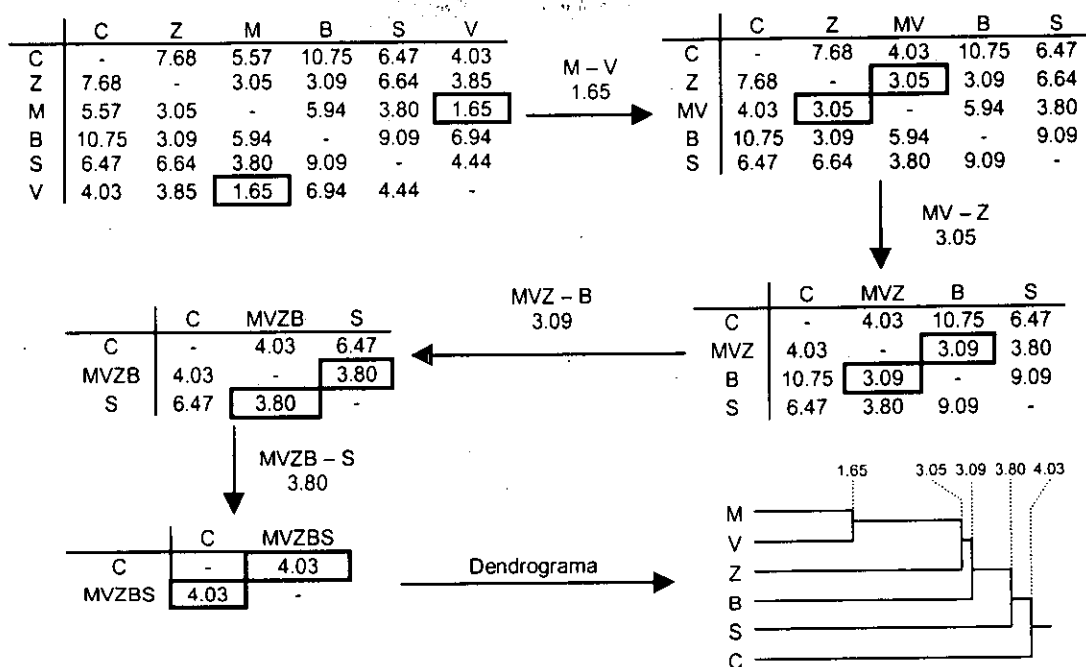 C Z M B S V
C - 7.68 5.57 10.75 6.47 4.03
Z 7.68 - 3.05 3.09 6.64 3.85
M 5.57 3.05 - 5.94 3.80 1.65
B 10.75 3.09 5.94 - 9.09 6.94
S 6.47 6.64 3.80 9.09 - 4.44
V 4.03 3.85 1.65 6.94 4.44 -
M – V
1.65
C Z MV B S
C - 7.68 4.03 10.75 6.47
Z 7.68 - 3.05 3.09 6.64
MV 4.03 3.05 - 5.94 3.80
B 10.75 3.09 5.94 - 9.09
S 6.47 6.64 3.80 9.09 -
MV – Z
3.05
C MVZ B S
C - 4.03 10.75 6.47
MVZ 4.03 - 3.09 3.80
B 10.75 3.09 - 9.09
S 6.47 3.80 9.09 -
MVZ – B
3.09
C MVZB S
C - 4.03 6.47
MVZB 4.03 - 3.80
S 6.47 3.80 -
MVZB – S
3.80
C MVZBS
C - 4.03
MVZBS 4.03 -
Dendrograma
1.65 3.05 3.09 3.80 4.03
M
V
Z
B
S
C